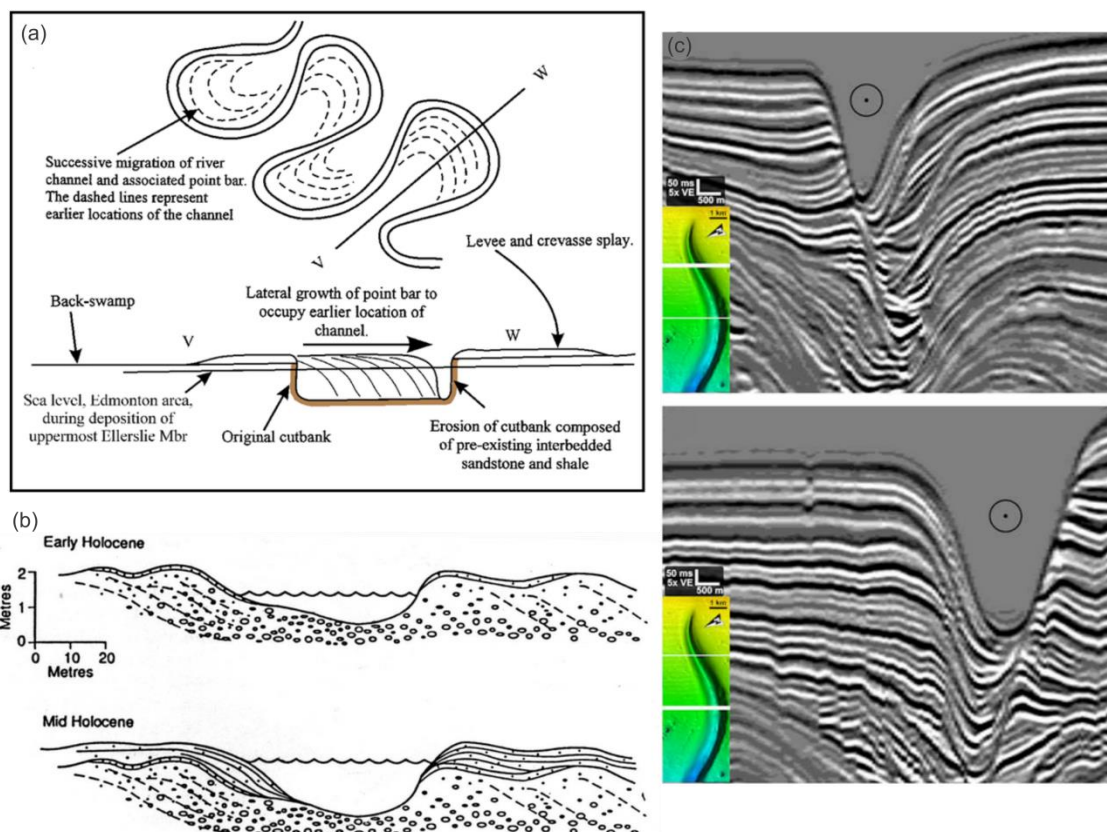 (a)
W
Successive migration of river
channel and associated point bar.
The dashed lines represent
earlier locations of the channel
V
Levee and crevasse splay.
Back-swamp
Lateral growth of point bar to
occupy earlier location of
channel.
V
W
Sea level, Edmonton area,
during deposition of
uppermost Ellerslie Mbr
Original cutbank
Erosion of cutbank composed
of pre-existing interbedded
sandstone and shale
(b)
Early Holocene
Metres
2
1
0
0 10 20
Metres
Mid Holocene
(c)
50 ms
5x VE
500 m
1 km
50 ms
5x VE
500 m
1 km